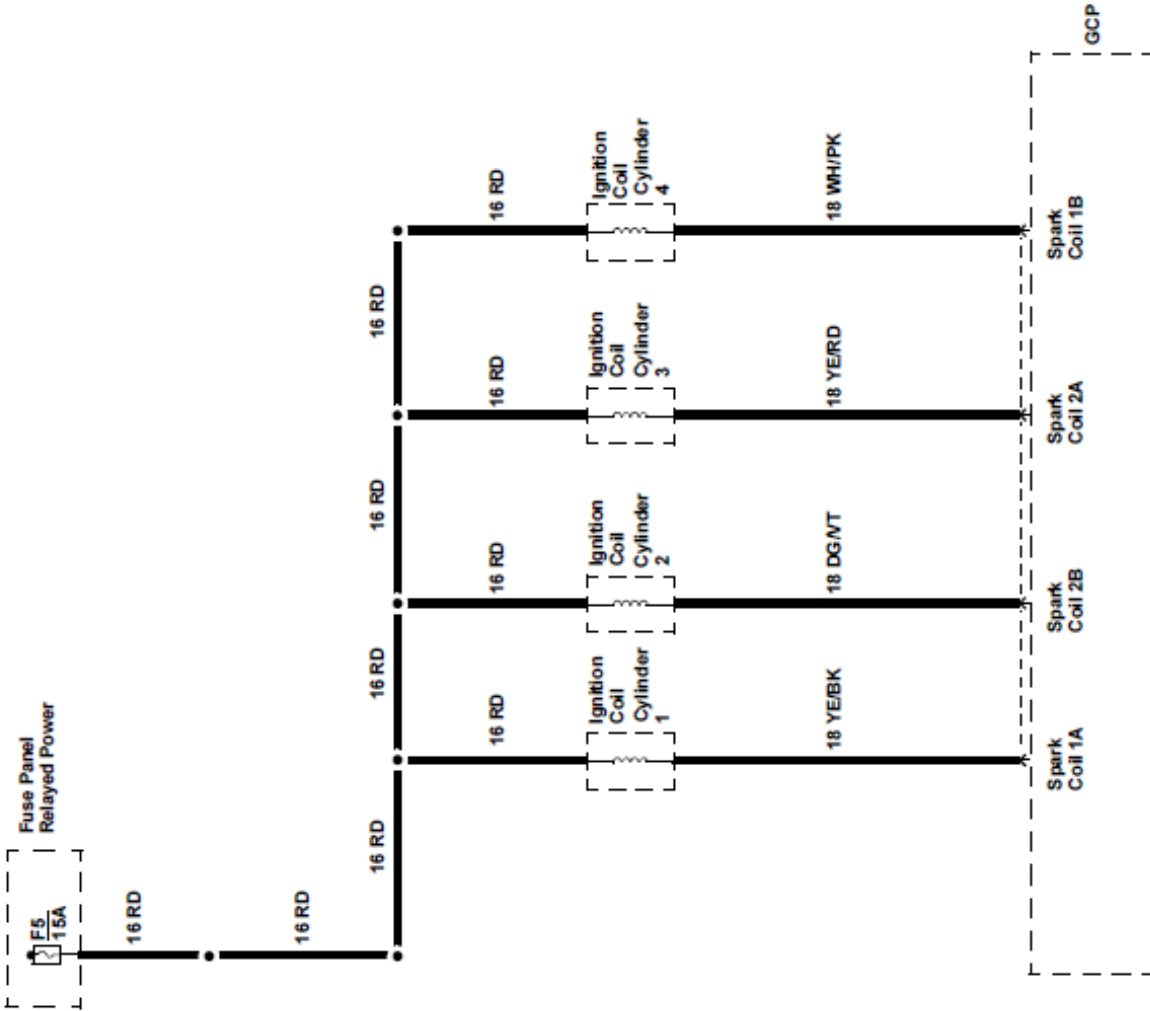 Fuse Panel
Relayed Power
F5
15A
16 RD
16 RD
16 RD
16 RD
16 RD
16 RD
16 RD
16 RD
16 RD
16 RD
Ignition
Coil
Cylinder
1
Ignition
Coil
Cylinder
2
Ignition
Coil
Cylinder
3
Ignition
Coil
Cylinder
4
18 YE/BK
18 DG/VT
18 YE/RD
18 WH/PK
Spark
Coil 1A
Spark
Coil 2B
Spark
Coil 2A
Spark
Coil 1B
GCP